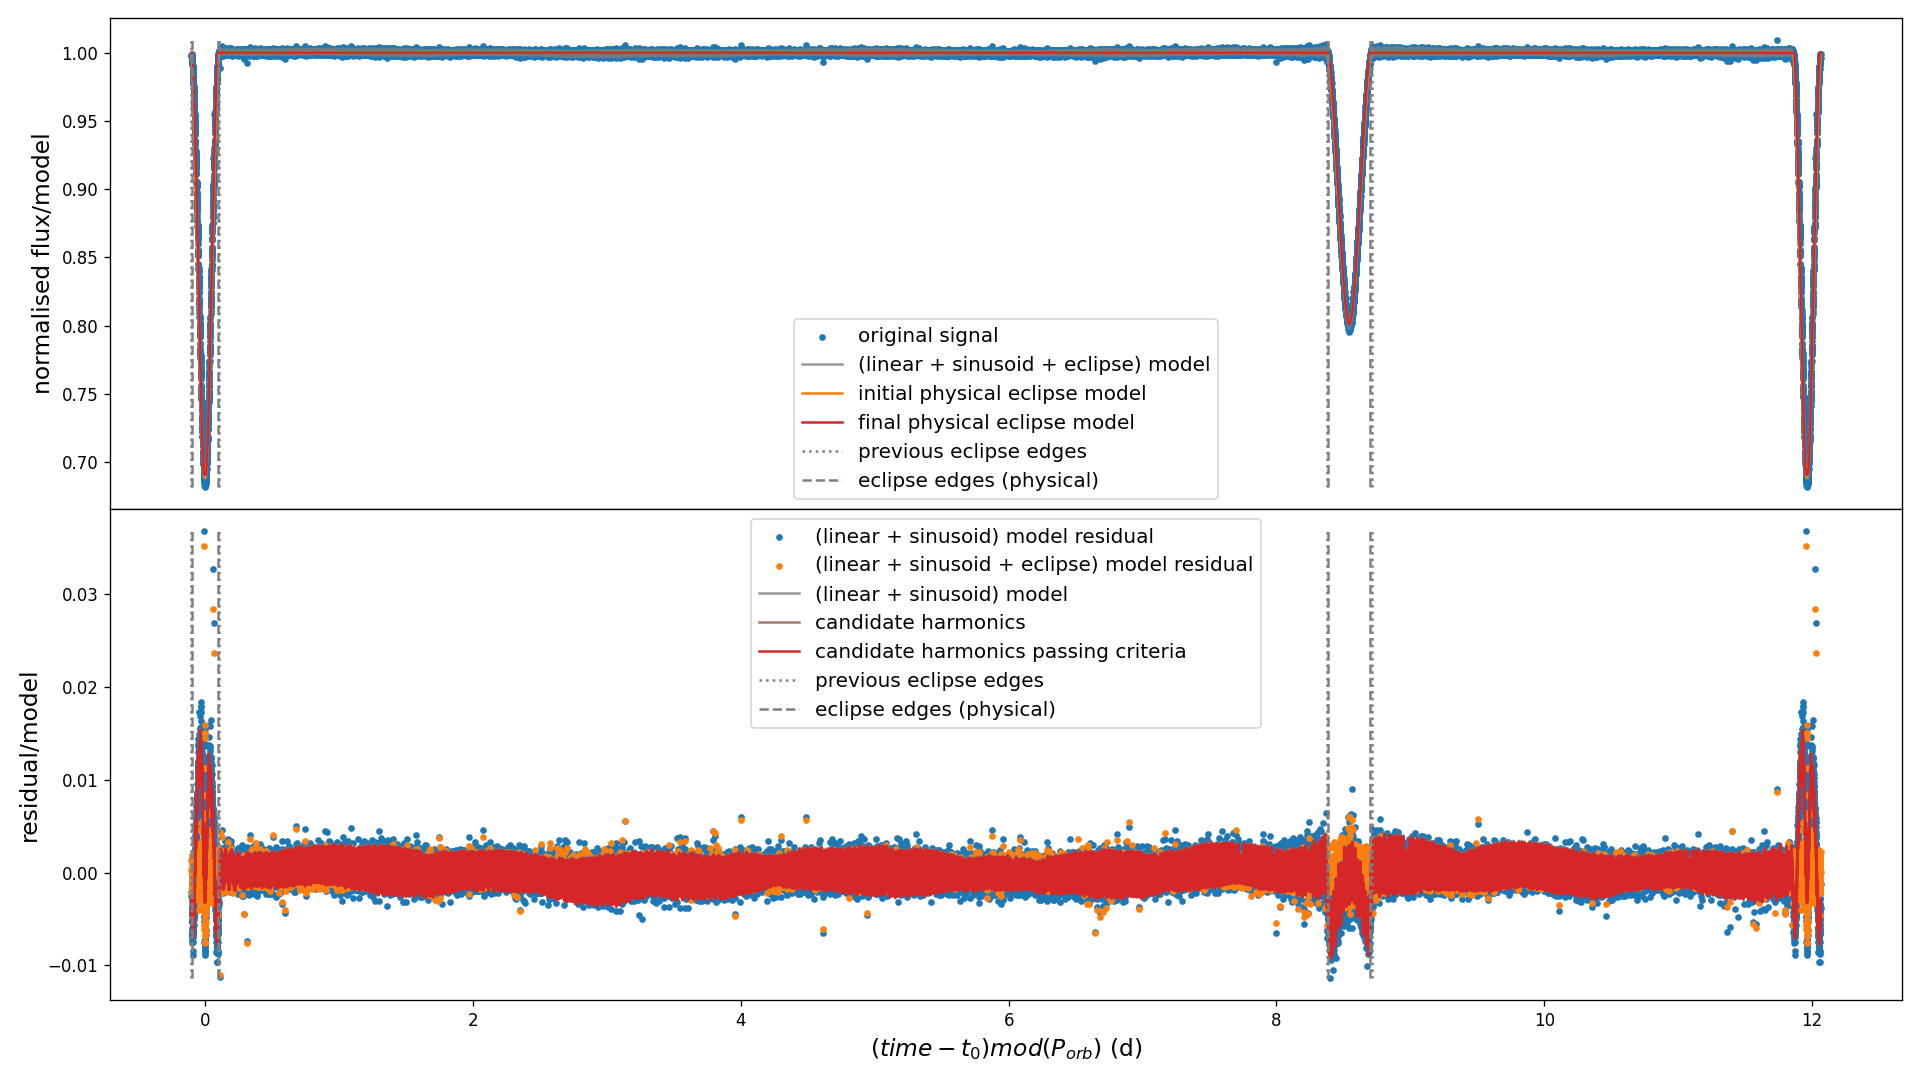 normalised flux/model
1.00
0.95
0.90
0.85
0.80
0.75
0.70
original signal
(linear + sinusoid + eclipse) model
initial physical eclipse model
final physical eclipse model
previous eclipse edges
eclipse edges (physical)
residual/model
0.03
0.02
0.01
0.00
−0.01
(linear + sinusoid) model residual
(linear + sinusoid + eclipse) model residual
(linear + sinusoid) model
candidate harmonics
candidate harmonics passing criteria
previous eclipse edges
eclipse edges (physical)
0 2 4 6 8 10 12
(time − t₀)mod(P_orb) (d)